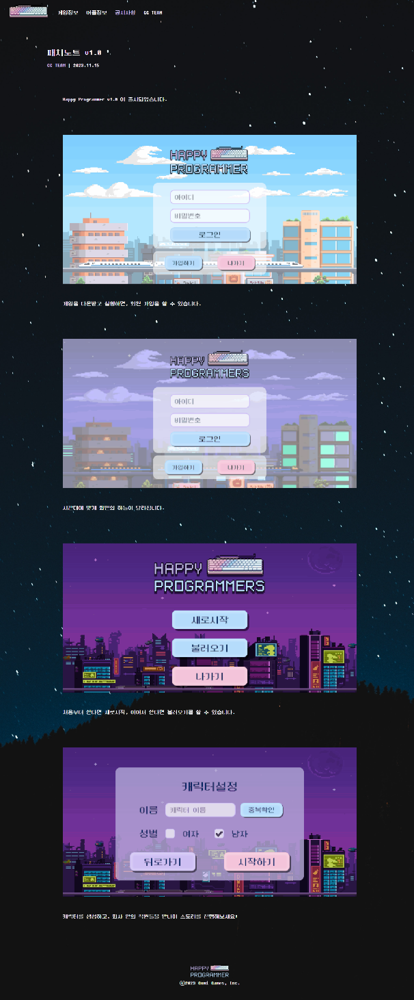 게임정보 어플정보 공지사항 GG TEAM
패치노트 v1.0 '.
GG TEAM | 2023.11.15
Happy Programmer v1.0 이 출시되었습니다.
HAPPY
PROGRAMMER
아이디
비밀번호
로그인
가입하기 나가기
게임을 다운받고 실행하면, 회원 가입을 할 수 있습니다.
HAPPY
PROGRAMMERS
아이디
비밀번호
로그인
가입하기 나가기
시간대에 맞게 화면의 하늘이 달라집니다.
HAPPY
PROGRAMMERS
새로시작
불러오기
나가기
처음부터 한다면 새로시작, 이어서 한다면 불러오기를 할 수 있습니다.
캐릭터설정
이름 캐릭터 이름 중복확인
성별 여자 남자
뒤로가기 시작하기
캐릭터를 생성하고, 회사 안의 직원들을 만나며 스토리를 진행해보세요!
HAPPY
PROGRAMMER
ⓒ2023 Gumi Games, Inc.